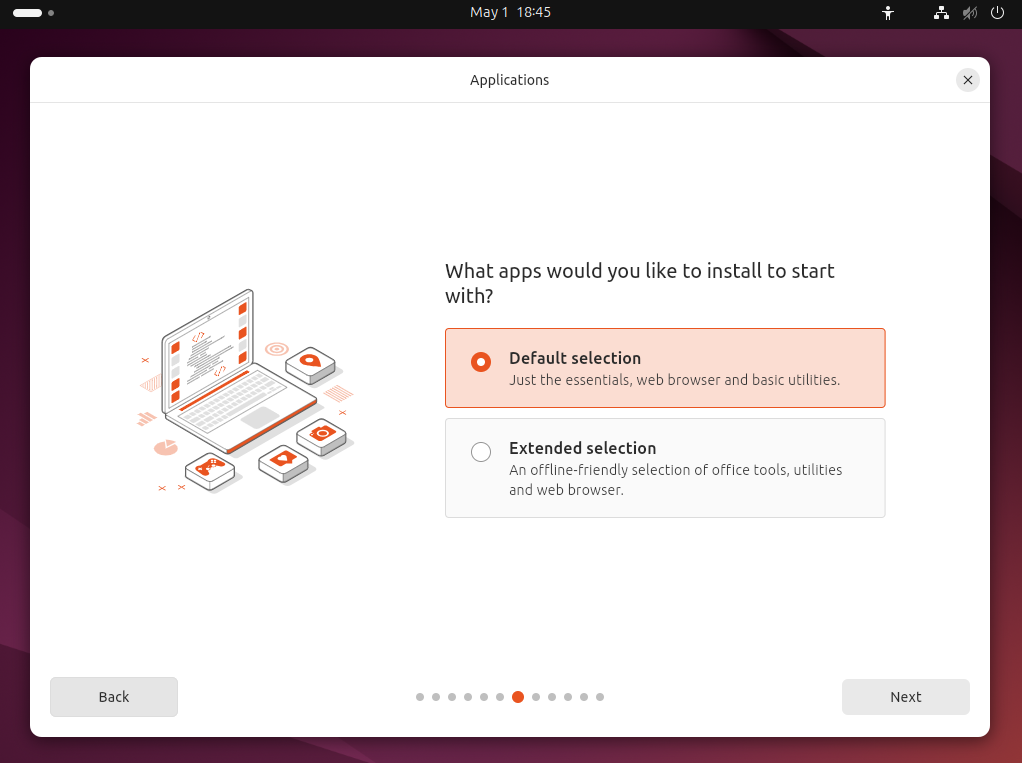 May 1 18:45
Applications
What apps would you like to install to start
with?
Default selection
Just the essentials, web browser and basic utilities.
Extended selection
An offline-friendly selection of office tools, utilities
and web browser.
Back
Next